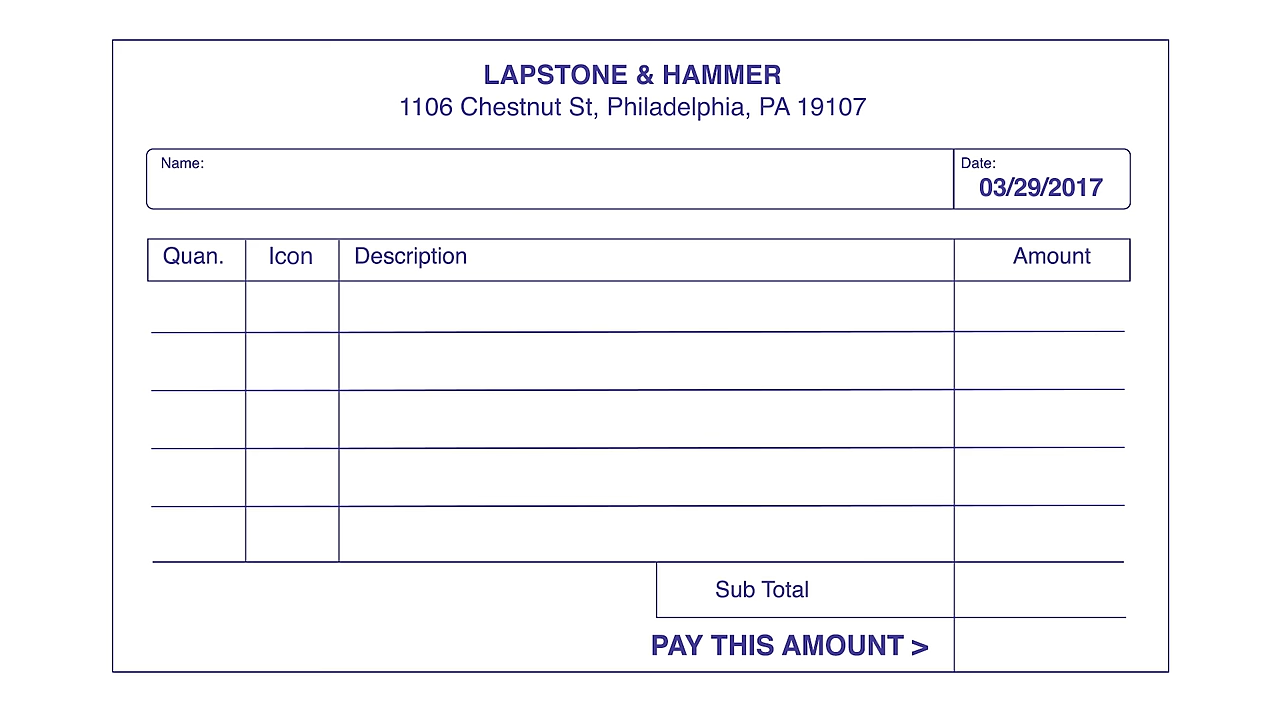 LAPSTONE & HAMMER
1106 Chestnut St, Philadelphia, PA 19107
Name:
Date:
03/29/2017
Quan. Icon Description Amount
Sub Total
PAY THIS AMOUNT >